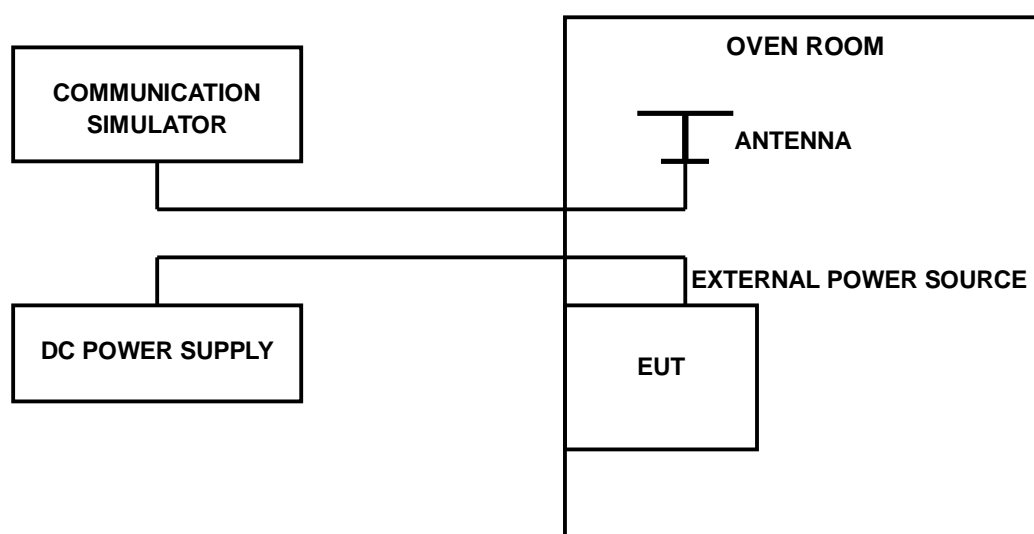 OVEN ROOM
COMMUNICATION
SIMULATOR
ANTENNA
EXTERNAL POWER SOURCE
DC POWER SUPPLY
EUT